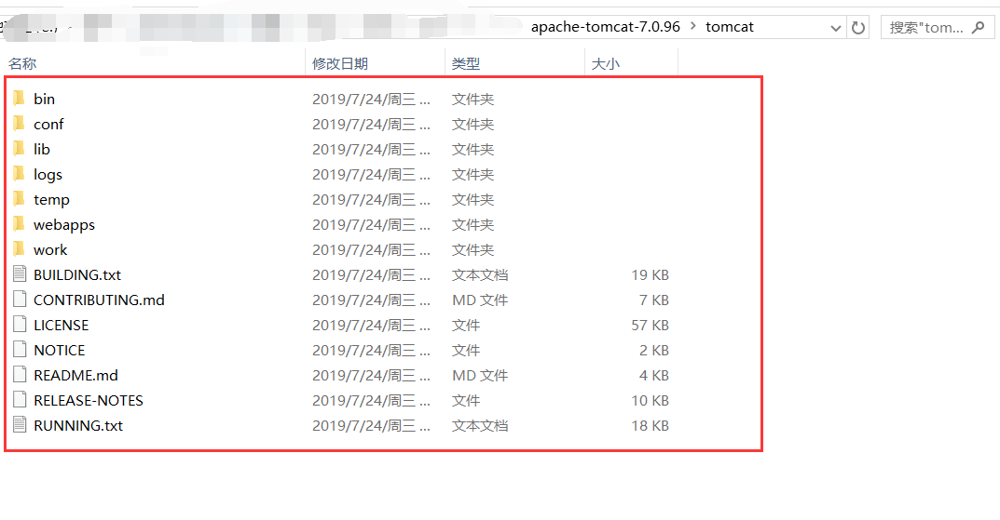 apache-tomcat-7.0.96 > tomcat 搜索"tom...
名称 修改日期 类型 大小
bin 2019/7/24/周三 ... 文件夹
conf 2019/7/24/周三 ... 文件夹
lib 2019/7/24/周三 ... 文件夹
logs 2019/7/24/周三 ... 文件夹
temp 2019/7/24/周三 ... 文件夹
webapps 2019/7/24/周三 ... 文件夹
work 2019/7/24/周三 ... 文件夹
BUILDING.txt 2019/7/24/周三 ... 文本文档 19 KB
CONTRIBUTING.md 2019/7/24/周三 ... MD 文件 7 KB
LICENSE 2019/7/24/周三 ... 文件 57 KB
NOTICE 2019/7/24/周三 ... 文件 2 KB
README.md 2019/7/24/周三 ... MD 文件 4 KB
RELEASE-NOTES 2019/7/24/周三 ... 文件 10 KB
RUNNING.txt 2019/7/24/周三 ... 文本文档 18 KB